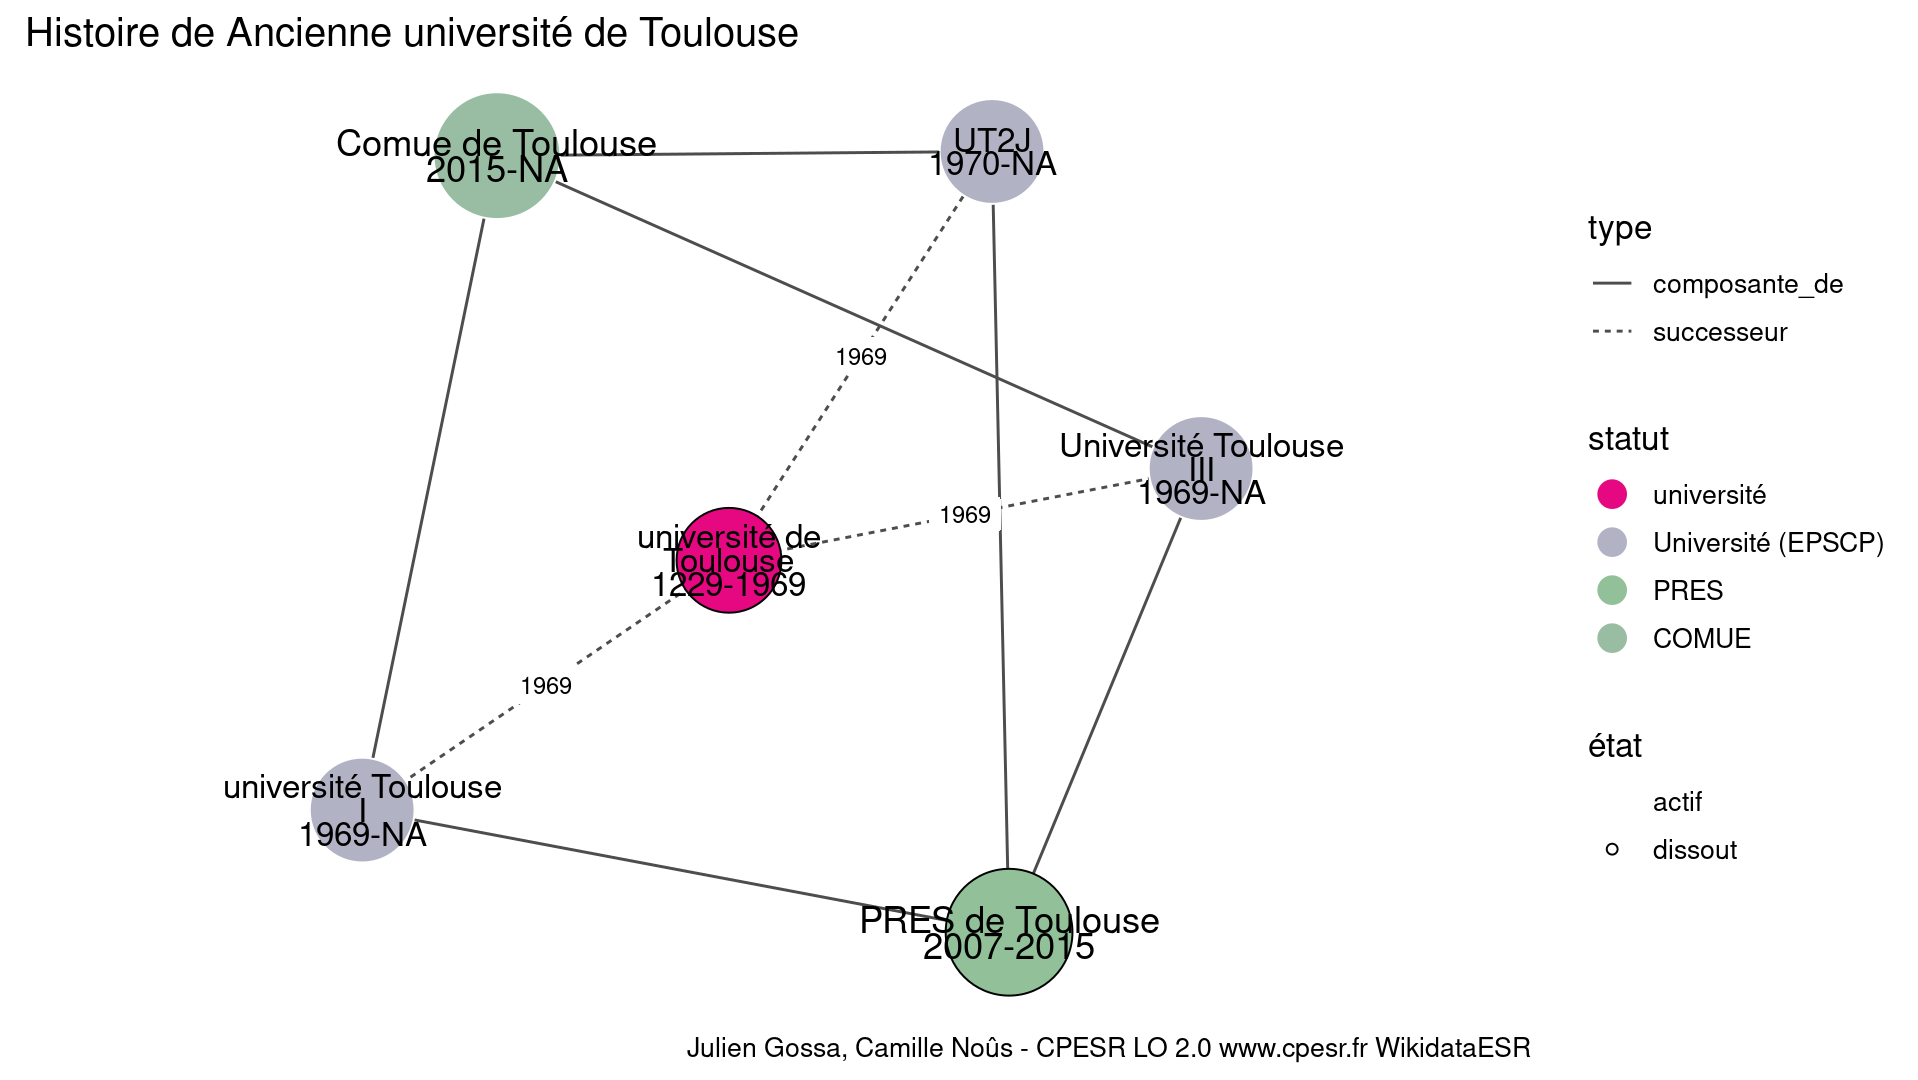 Histoire de Ancienne université de Toulouse
Comue de Toulouse
2015-NA
UT2J
1970-NA
1969
Université Toulouse
III
1969-NA
1969
université de
Toulouse
1229-1969
1969
université Toulouse
I
1969-NA
PRES de Toulouse
2007-2015
type
composante_de
successeur
statut
université
Université (EPSCP)
PRES
COMUE
état
actif
dissout
Julien Gossa, Camille Noûs - CPESR LO 2.0 www.cpesr.fr WikidataESR